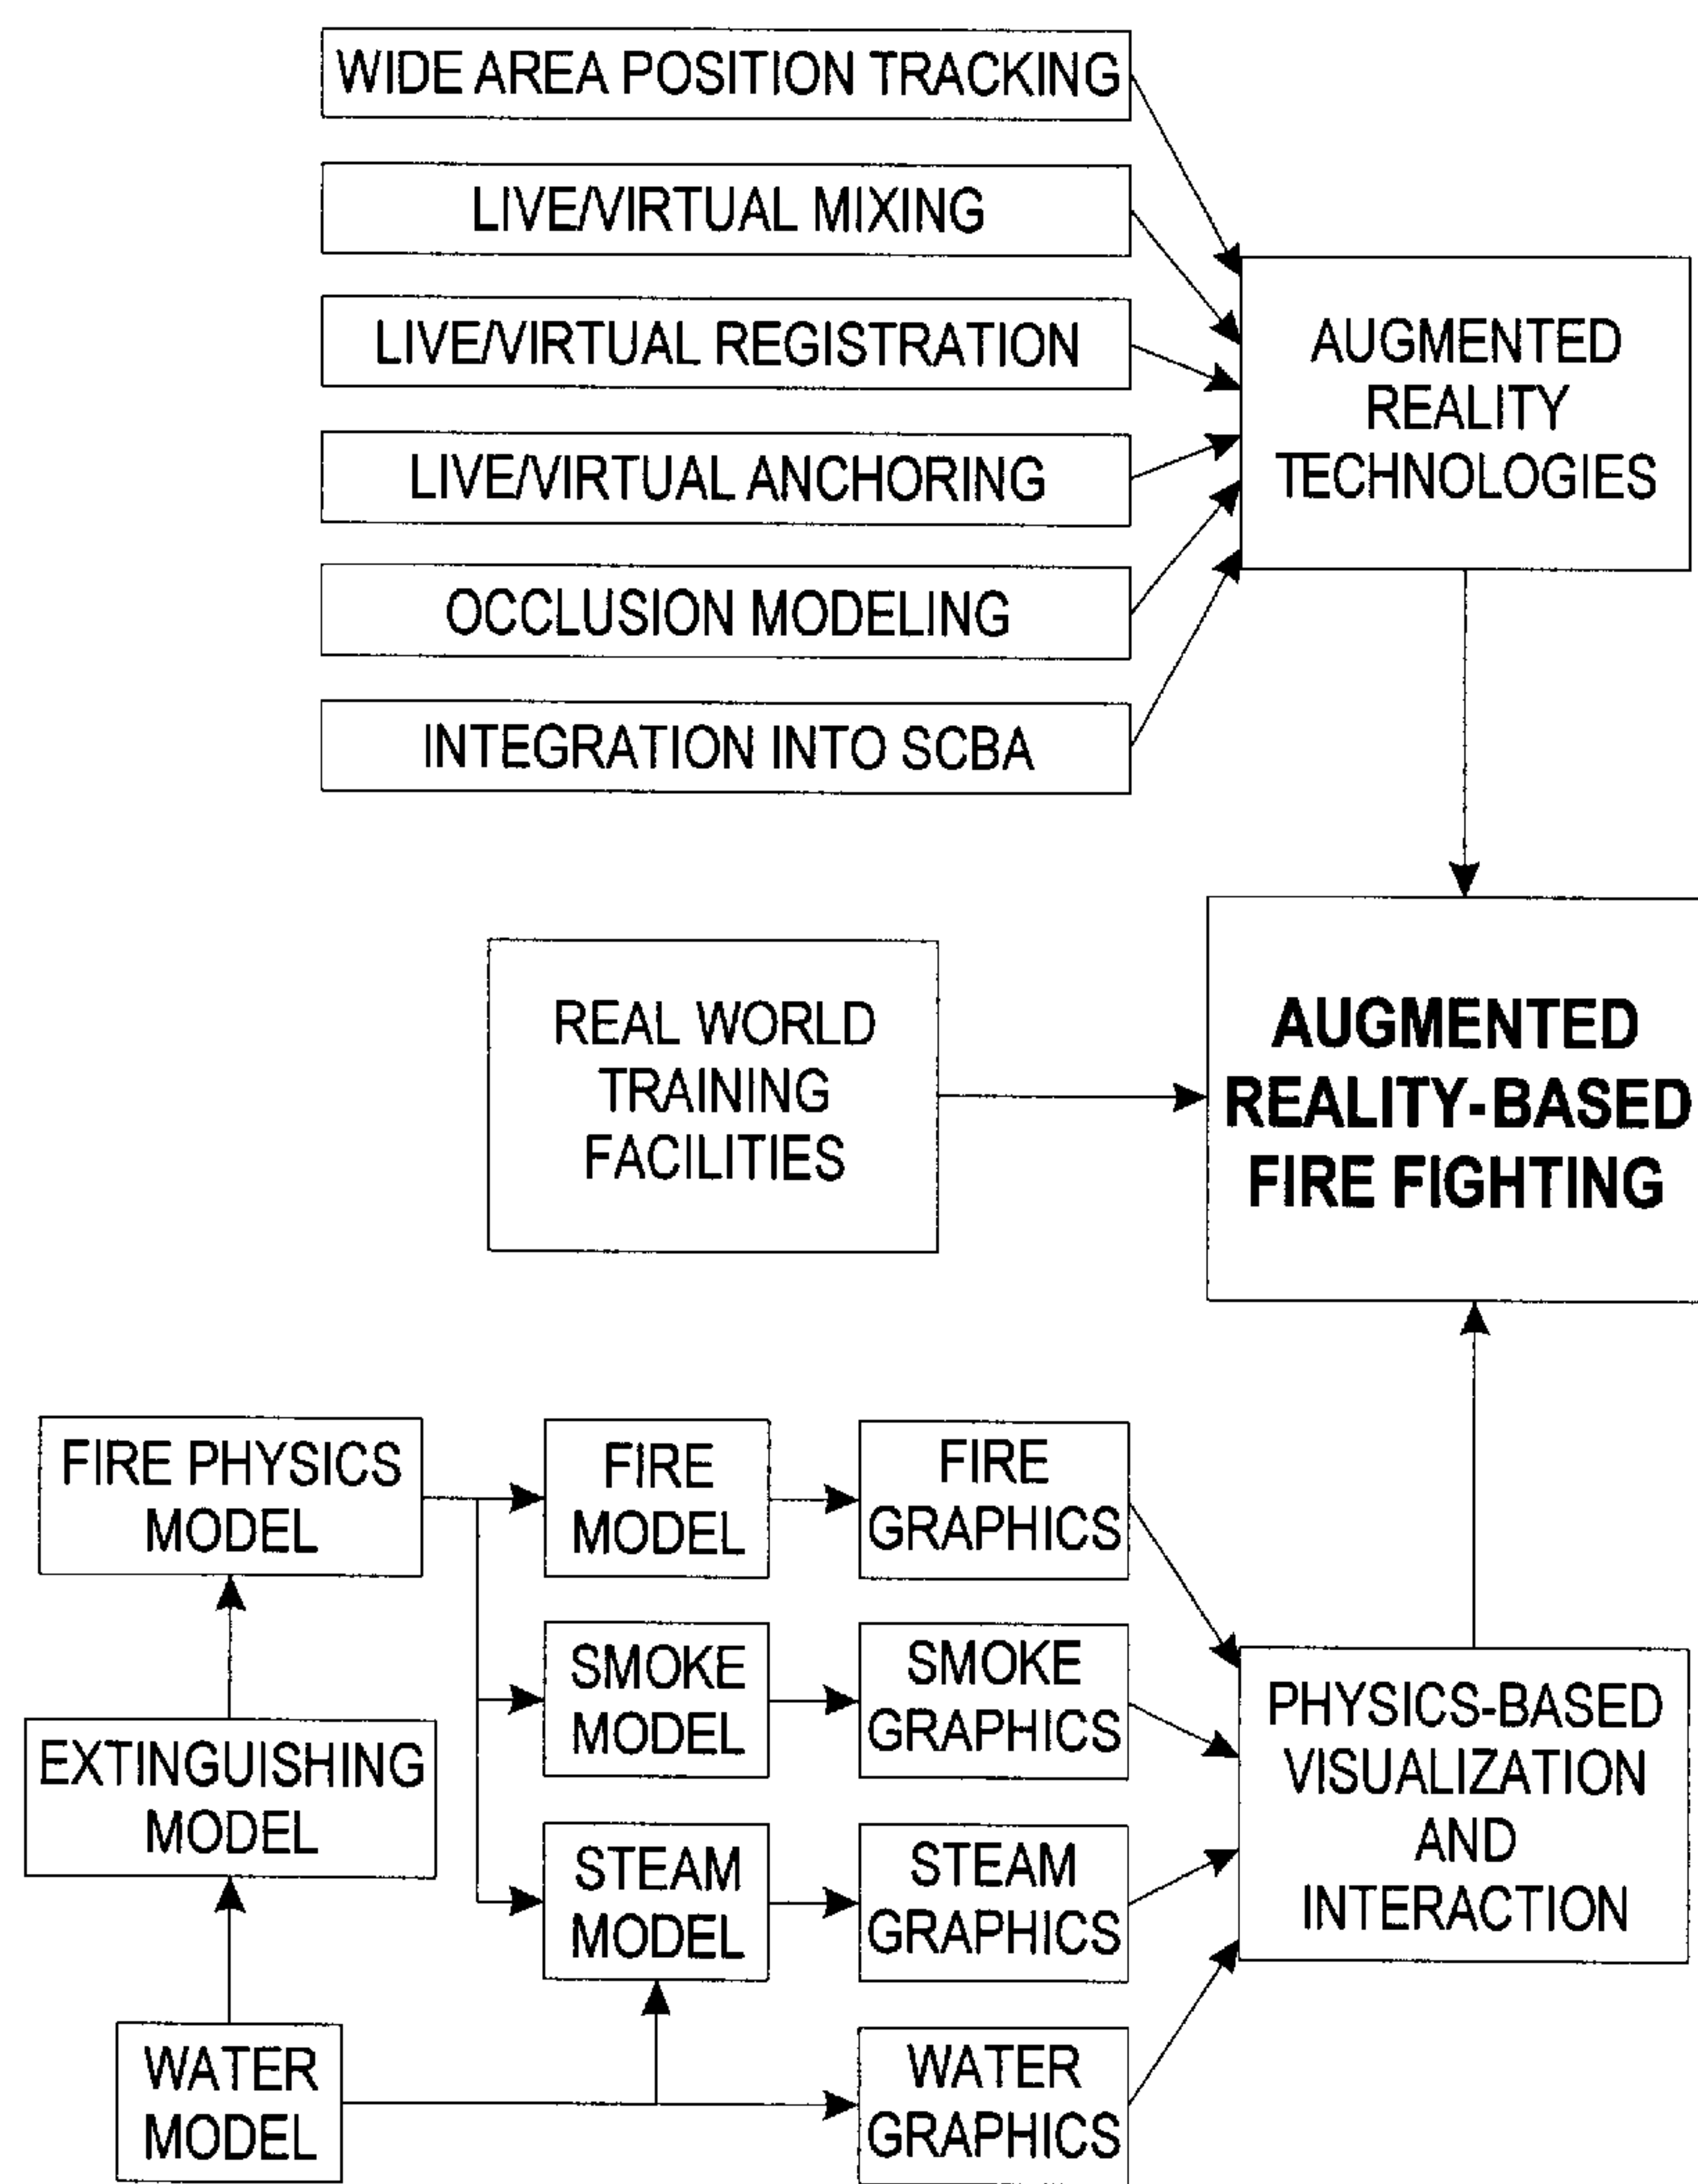 WIDE AREA POSITION TRACKING
LIVE/VIRTUAL MIXING
LIVE/VIRTUAL REGISTRATION
LIVE/VIRTUAL ANCHORING
OCCLUSION MODELING
INTEGRATION INTO SCBA
AUGMENTED
REALITY
TECHNOLOGIES
REAL WORLD
TRAINING
FACILITIES
AUGMENTED
REALITY-BASED
FIRE FIGHTING
FIRE PHYSICS
MODEL
FIRE
MODEL
FIRE
GRAPHICS
SMOKE
MODEL
SMOKE
GRAPHICS
EXTINGUISHING
MODEL
STEAM
MODEL
STEAM
GRAPHICS
PHYSICS-BASED
VISUALIZATION
AND
INTERACTION
WATER
MODEL
WATER
GRAPHICS